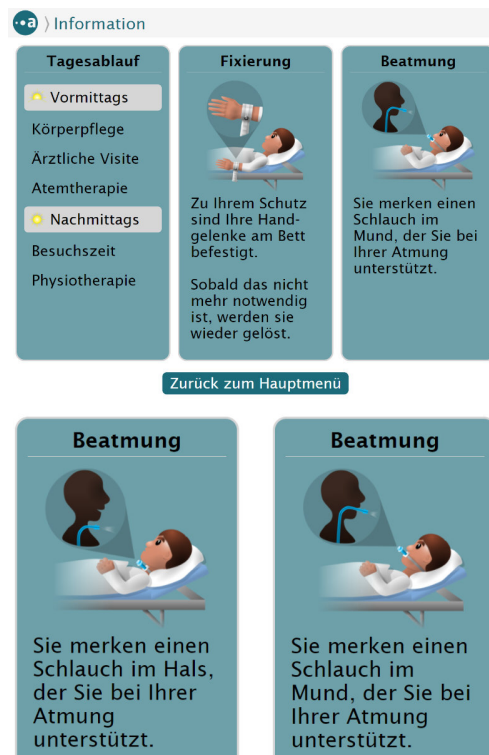 a > Information
Tagesablauf
Vormittags
Körperpflege
Ärztliche Visite
Atemtherapie
Nachmittags
Besuchszeit
Physiotherapie
Fixierung
Zu Ihrem Schutz
sind Ihre Hand-
gelenke am Bett
befestigt.
Sobald das nicht
mehr notwendig
ist, werden sie
wieder gelöst.
Beatmung
Sie merken einen
Schlauch im
Mund, der Sie bei
Ihrer Atmung
unterstützt.
Zurück zum Hauptmenü
Beatmung
Sie merken einen
Schlauch im Hals,
der Sie bei Ihrer
Atmung
unterstützt.
Beatmung
Sie merken einen
Schlauch im
Mund, der Sie bei
Ihrer Atmung
unterstützt.